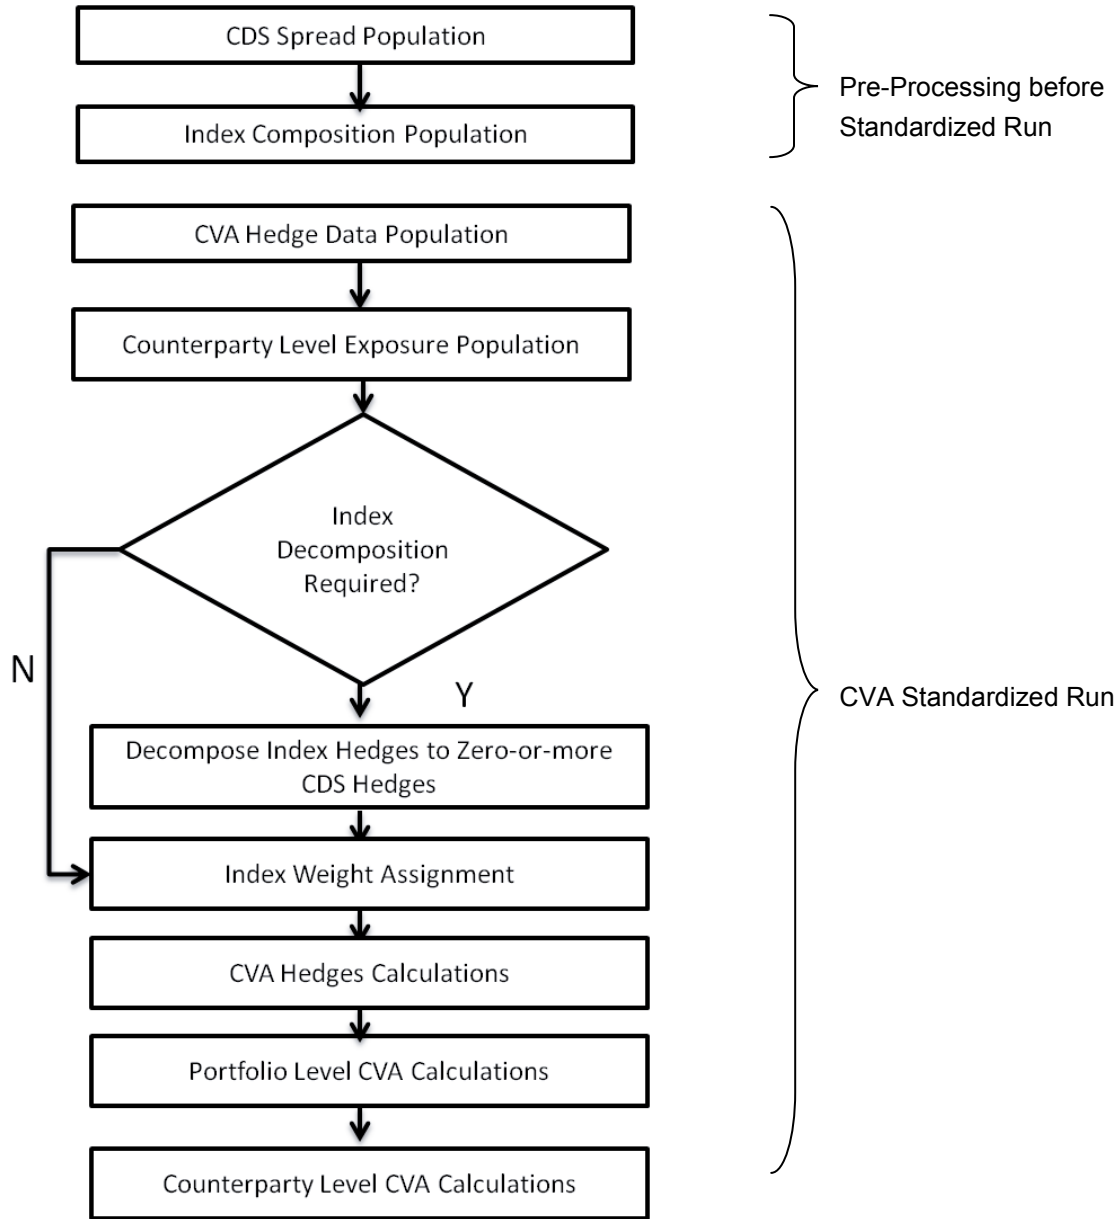 CDS Spread Population
Index Composition Population
Pre-Processing before
Standardized Run
CVA Hedge Data Population
Counterparty Level Exposure Population
Index
Decomposition
Required?
N
Y
CVA Standardized Run
Decompose Index Hedges to Zero-or-more
CDS Hedges
Index Weight Assignment
CVA Hedges Calculations
Portfolio Level CVA Calculations
Counterparty Level CVA Calculations